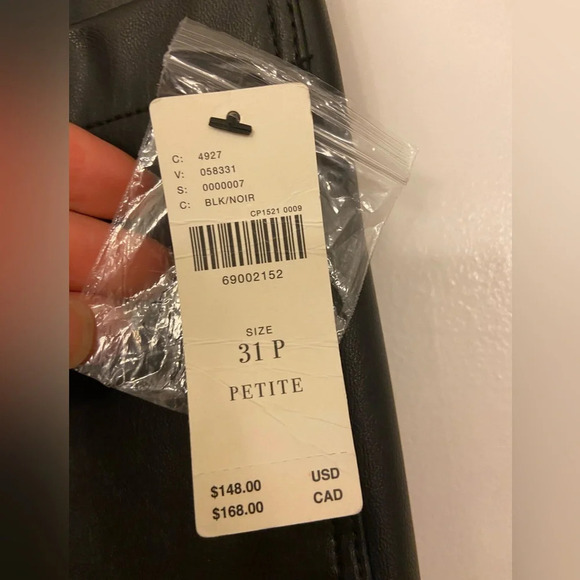 C: 4927
V: 058331
S: 0000007
C: BLK/NOIR
CP1521 0009
69002152
SIZE
31 P
PETITE
$148.00 USD
$168.00 CAD